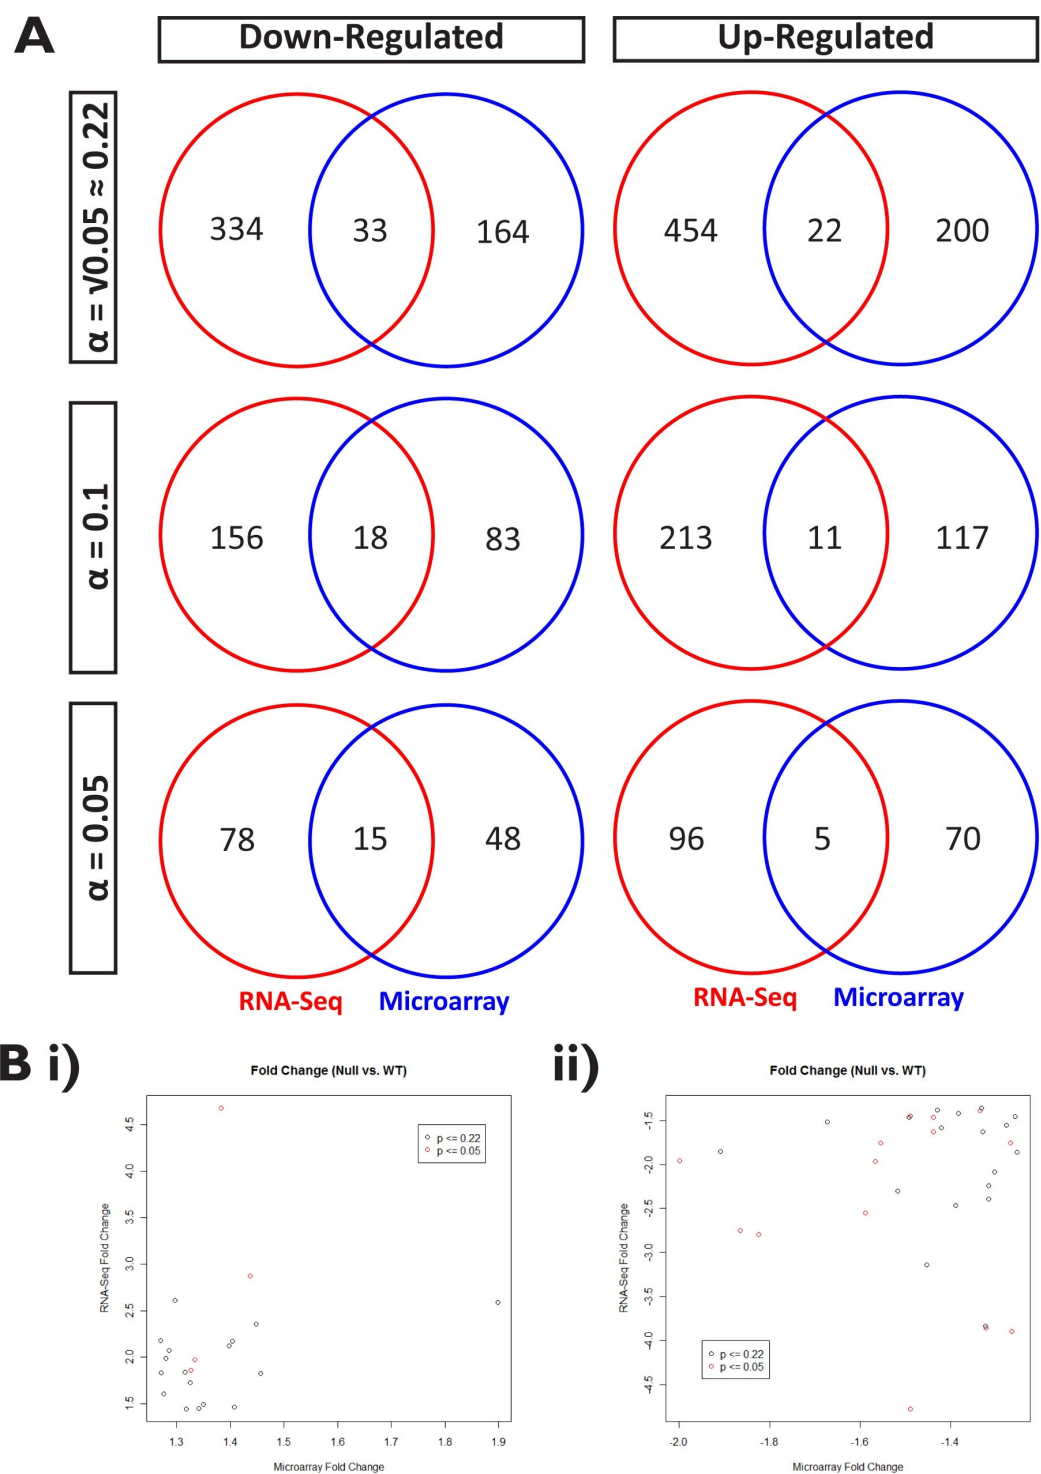 A
Down-Regulated
Up-Regulated
α = √0.05 ≈ 0.22
334
33
164
454
22
200
α = 0.1
156
18
83
213
11
117
α = 0.05
78
15
48
96
5
70
RNA-Seq
Microarray
RNA-Seq
Microarray
B i)
Fold Change (Null vs. WT)
p <= 0.22
p <= 0.05
RNA-Seq Fold Change
4.5
4.0
3.5
3.0
2.5
2.0
1.5
1.3 1.4 1.5 1.6 1.7 1.8 1.9
Microarray Fold Change
ii)
Fold Change (Null vs. WT)
RNA-Seq Fold Change
-1.5
-2.0
-2.5
-3.0
-3.5
-4.0
-4.5
p <= 0.22
p <= 0.05
-2.0 -1.8 -1.6 -1.4
Microarray Fold Change